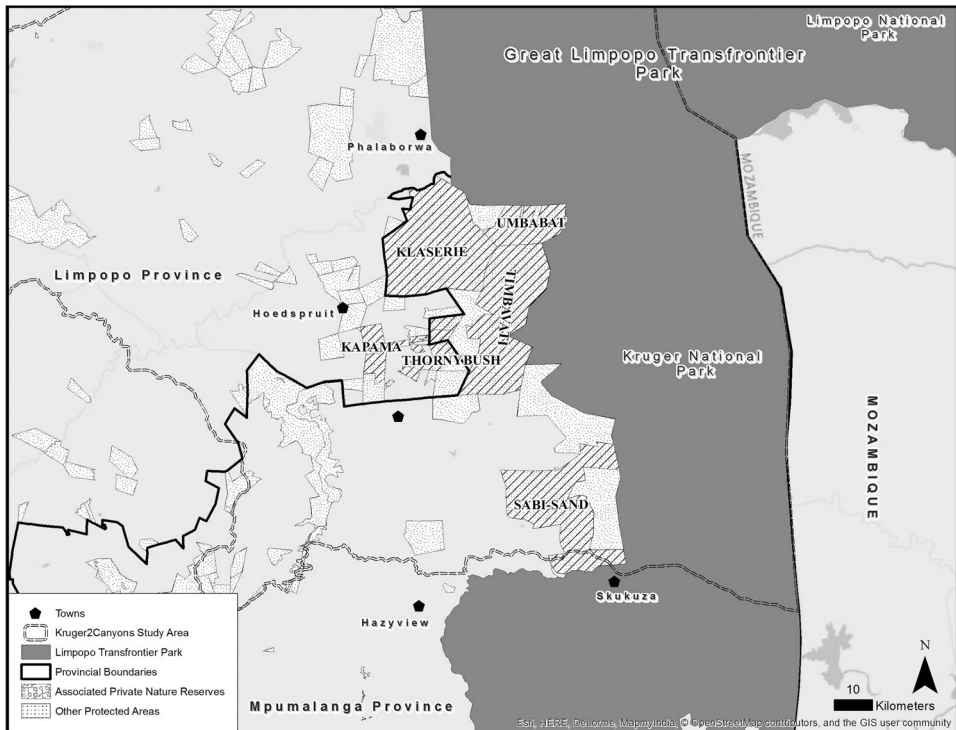 Limpopo National
Park
Great Limpopo Transfrontier
Park
Phalaborwa
MOZAMBIQUE
UMBABAT
KLASERIE
Limpopo Province
TIMBAVATI
Hoedspruit
KAPAMA
THORNYBUSH
Kruger National
Park
MOZAMBIQUE
SABI-SAND
Skukuza
Hazyview
Mpumalanga Province
Towns
Kruger2Canyons Study Area
Limpopo Transfrontier Park
Provincial Boundaries
Associated Private Nature Reserves
Other Protected Areas
N
10
Kilometers
Esri, HERE, DeLorme, MapmyIndia, © OpenStreetMap contributors, and the GIS user community